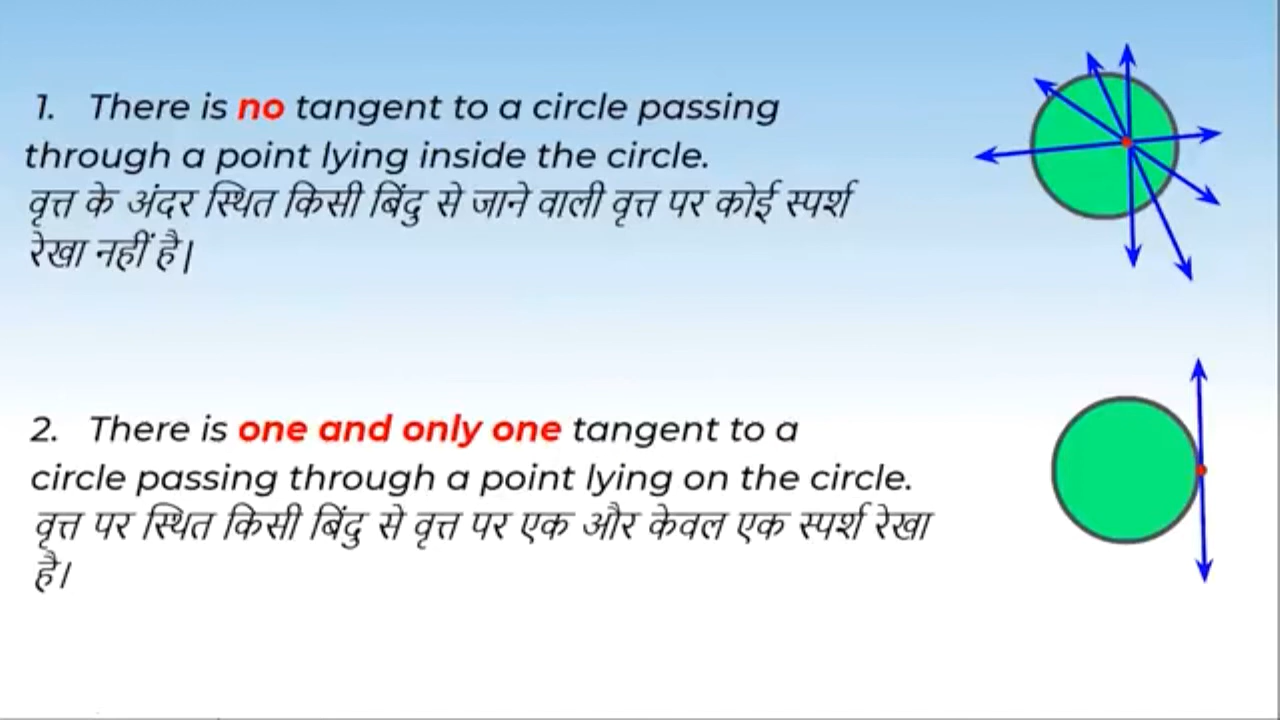 1. There is no tangent to a circle passing
through a point lying inside the circle.
वृत्त के अंदर स्थित किसी बिंदु से जाने वाली वृत्त पर कोई स्पर्श
रेखा नहीं है।
2. There is one and only one tangent to a
circle passing through a point lying on the circle.
वृत्त पर स्थित किसी बिंदु से वृत्त पर एक और केवल एक स्पर्श रेखा
है।